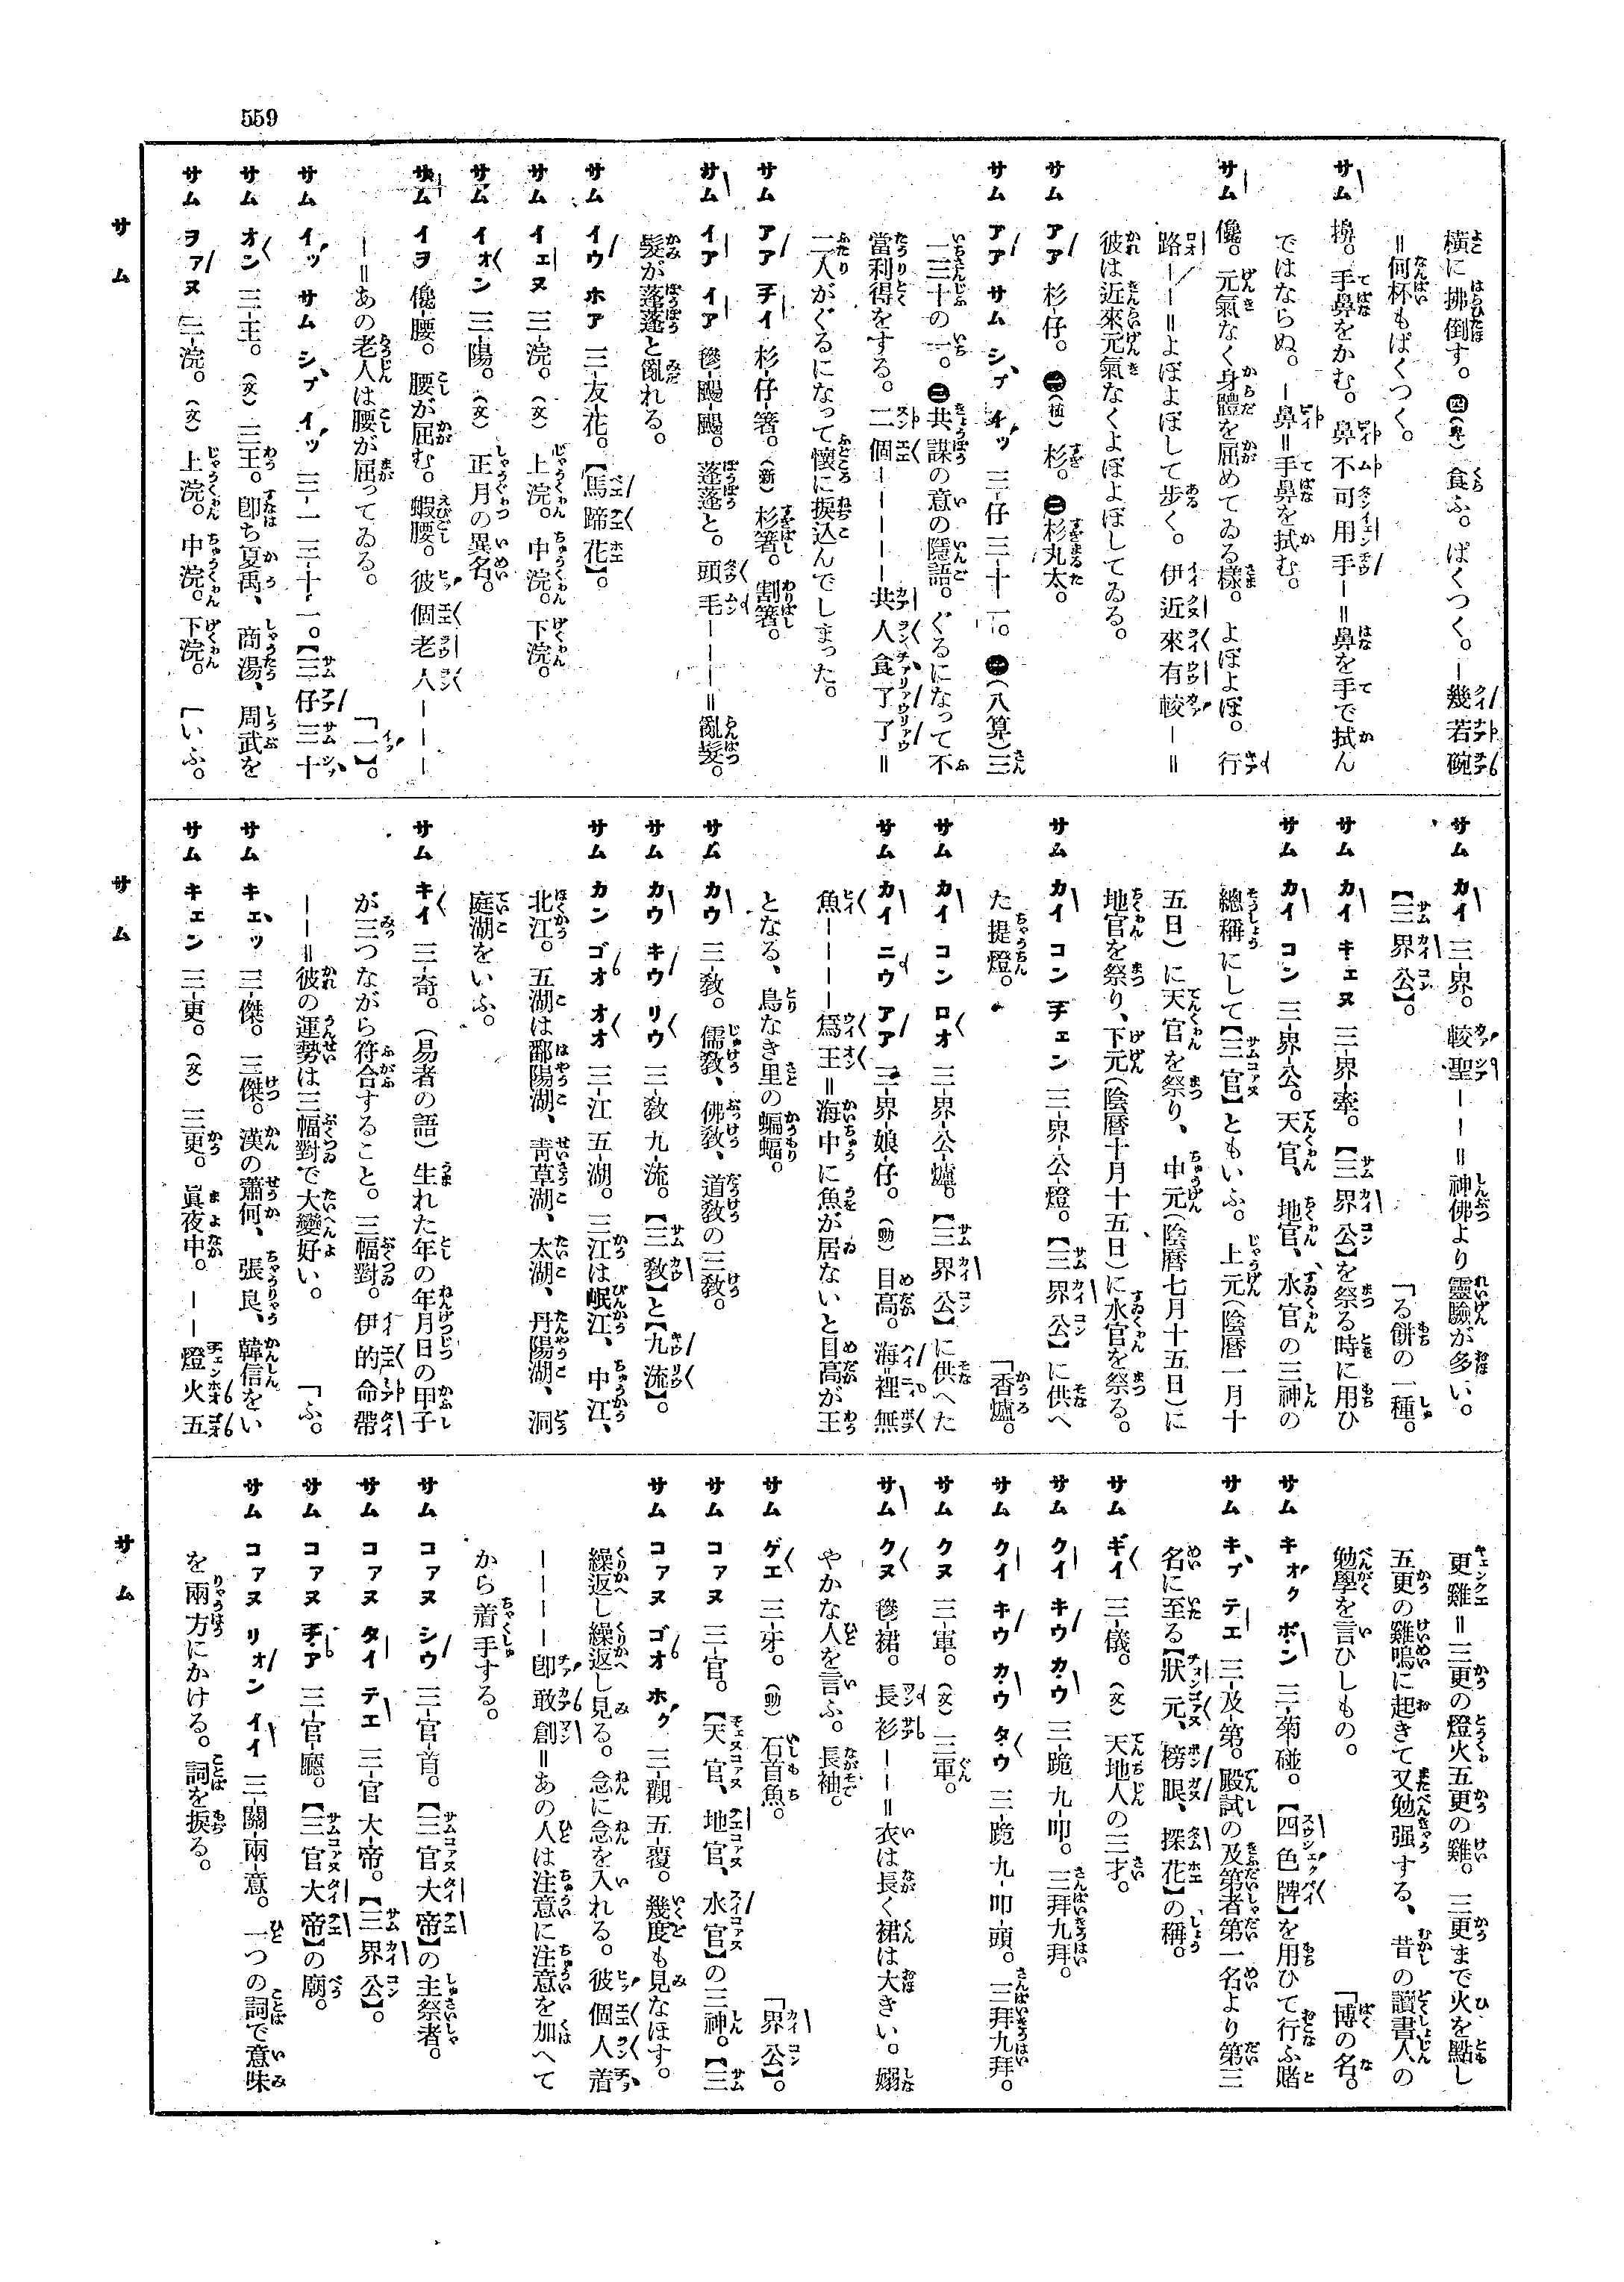 559
橫に拂倒す。㊃(卑)食ふ。ぱくつく。―幾若碗
＝何杯もぱくつく。
サム 㨻。手鼻をかむ。鼻不可用手―＝鼻を手で拭ん
ではならぬ。―鼻＝手鼻を拭む。
サム 儳。元氣なく身體を屈めてゐる樣。よぼよぼ。行
路――＝よぼよぼして步く。伊近來有較―＝
彼は近來元氣なくよぼよぼしてゐる。
サム アア 杉-仔。㊀(植)杉。㊁杉丸太。
サム アア サム シプ イッ 三-仔 三-十 一。㊀(八算)三
一三十の一。㊁共謀の意の隱語。ぐるになって不
當利得をする。二個―――――共人食了了＝
二人がぐるになって懷に捩込んでしまった。
サム アア チイ 杉-仔-箸。(新)杉箸。割箸。
サム イア イア 鬖-颺-颺。蓬蓬と。頭毛―――＝亂髮。
髮が蓬蓬と亂れる。
サム イウ ホア 三-友-花。【馬蹄花】。
サム イェヌ 三-浣。(文)上浣。中浣。下浣。
サム イォン 三-陽。(文)正月の異名。
サム イヲ 儳-腰。腰が屈む。蝦腰。彼個老人――
―＝あの老人は腰が屈ってゐる。 「一】。
サム イッ サム シプ イッ 三-一 三-十-一。【三仔三十
サム オン 三-王。(文)三王。卽ち夏禹、商湯、周武を
サム ヲァヌ 三-浣。(文)上浣。中浣。下浣。 「いふ。
サム
サム カイ 三-界。較聖――＝神佛より靈驗が多い。
【三界公】。 「る餅の一種。
サム カイ キェヌ 三-界-牽。【三界公】を祭る時に用ひ
サム カイ コン 三-界-公。天官、地官、水官の三神の
總稱にして【三官】ともいふ。上元(陰曆一月十
五日)に天官を祭り、中元(陰曆七月十五日)に
地官を祭り、下元(陰曆十月十五日)に水官を祭る。
サム カイ コン チェン 三-界-公-燈。【三界公】に供へ
た提燈。 「香爐。
サム カイ コン ロオ 三-界-公-爐。【三界公】に供へた
サム カイ ニウ アア 三-界-娘-仔。(動)目高。海裡無
魚――――爲王＝海中に魚が居ないと目高が王
となる、鳥なき里の蝙蝠。
サム カウ 三-敎。儒敎、佛敎、道敎の三敎。
サム カウ キウ リウ 三-敎 九-流。【三敎】と【九流】。
サム カン ゴオ オオ 三-江 五-湖。三江は岷江、中江、
北江。五湖は鄱陽湖、靑草湖、太湖、丹陽湖、洞
庭湖をいふ。
サム キイ 三-奇。(易者の語)生れた年の年月日の甲子
が三つながら符合すること。三幅對。伊的命帶
――＝彼の運勢は三幅對で大變好い。 「ふ。
サム キェッ 三-傑。三傑。漢の蕭何、張良、韓信をい
サム キェン 三-更。(文)三更。眞夜中。――燈火五
サム
更雞＝三更の燈火五更の雞。三更まで火を點し
五更の雞鳴に起きて又勉强する、昔の讀書人の
勉學を言ひしもの。 「博の名。
サム キォク ポン 三-菊-碰。【四色牌】を用ひて行ふ賭
サム キプ テエ 三-及-第。殿試の及第者第一名より第三
名に至る【狀元、榜眼、探花】の稱。
サム ギイ 三-儀。(文)天地人の三才。
サム クイ キウ カウ 三-跪 九-叩。三拜九拜。
サム クイ キウ カウ タウ 三-跪 九-叩-頭。三拜九拜。
サム クヌ 三-軍。(文)三軍。
サム クヌ 鬖-裙。長衫――＝衣は長く裙は大きい。嫋
やかな人を言ふ。長袖。
サム ゲエ 三-牙。(動)石首魚。 「界公】。
サム コァヌ 三-官。【天官、地官、水官】の三神。【三
サム コァヌ ゴオ ホク 三-觀 五-覆。幾度も見なほす。
繰返し繰返し見る。念に念を入れる。彼個人着
――――卽敢創＝あの人は注意に注意を加へて
から着手する。
サム コァヌ シウ 三-官-首。【三官大帝】の主祭者。
サム コァヌ タイ テエ 三-官 大-帝。【三界公】。
サム コァヌ チァ 三-官-廳。【三官大帝】の廟。
サム コァヌ リォン イイ 三-關-兩-意。一つの詞で意味
を兩方にかける。詞を捩る。
サム